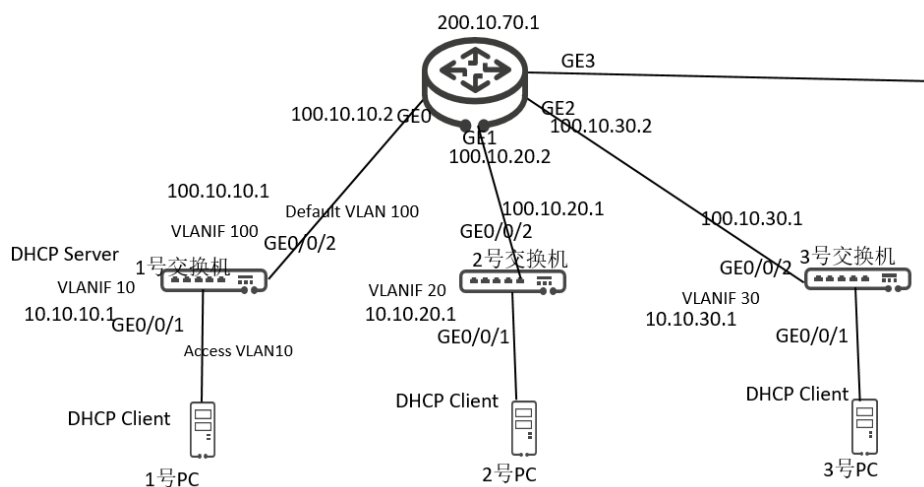 200.10.70.1
GE3
100.10.10.2
GE0
GE2
100.10.30.2
GE1
100.10.20.2
100.10.10.1
Default VLAN 100
100.10.20.1
100.10.30.1
VLANIF 100
GE0/0/2
GE0/0/2
DHCP Server
1号交换机
2号交换机
3号交换机
GE0/0/2
VLANIF 10
VLANIF 20
VLANIF 30
10.10.10.1
10.10.20.1
10.10.30.1
GE0/0/1
GE0/0/1
GE0/0/1
Access VLAN10
DHCP Client
DHCP Client
DHCP Client
1号PC
2号PC
3号PC